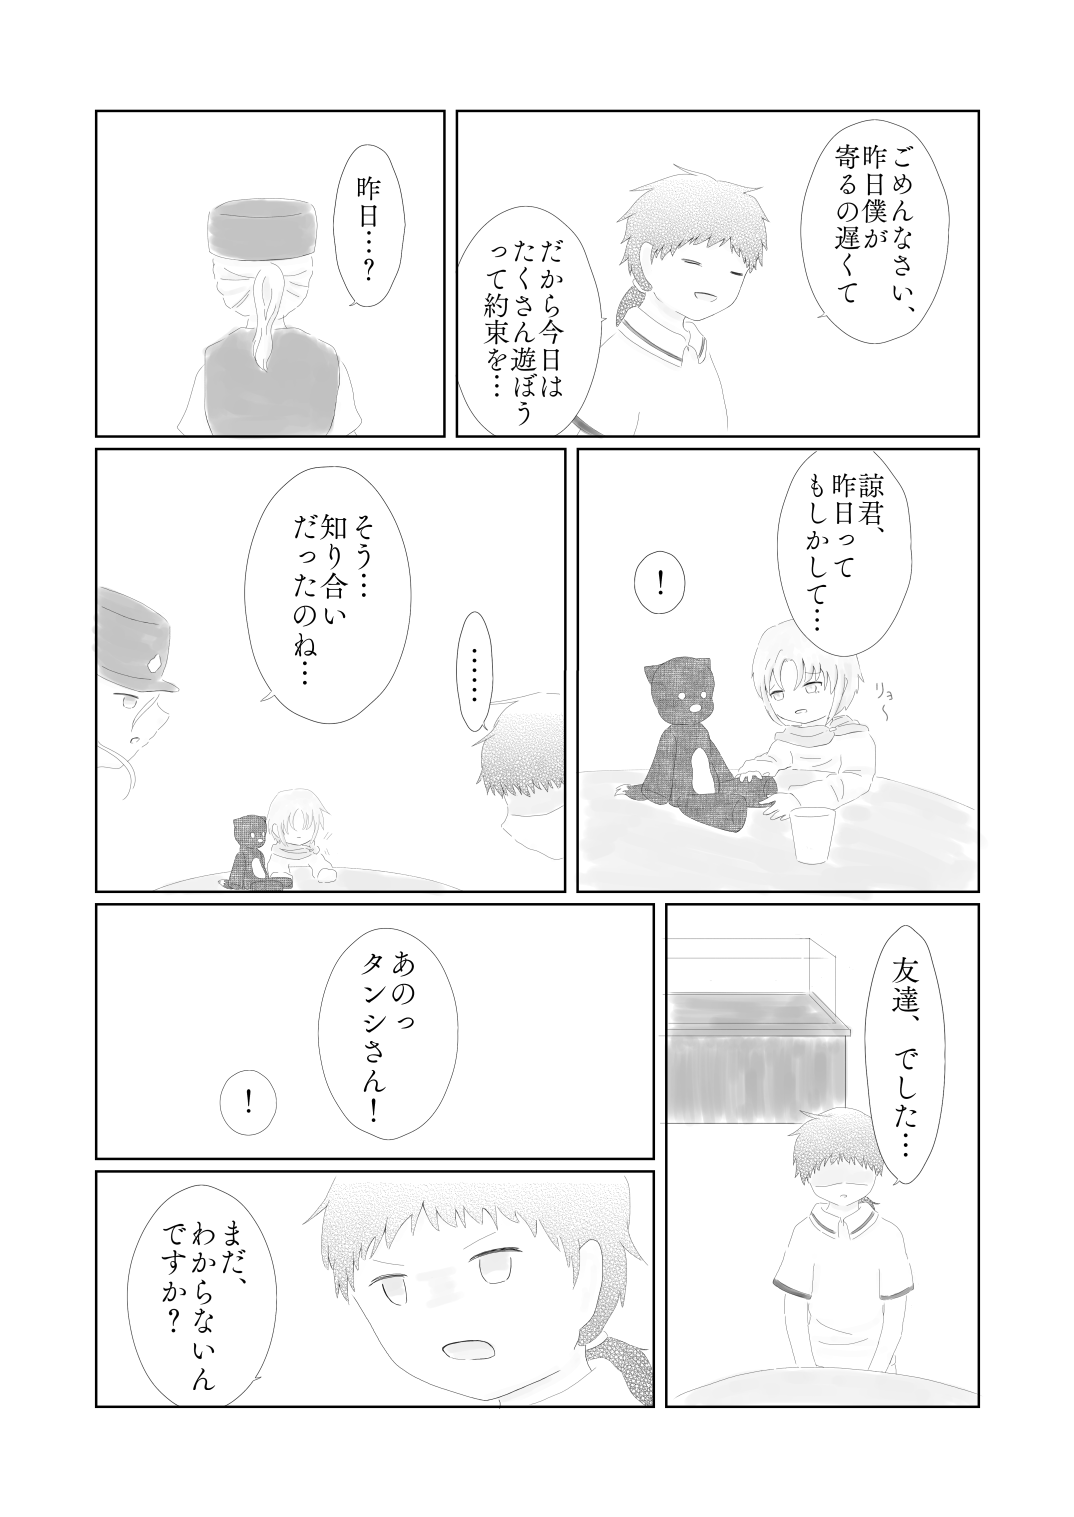 ごめんなさい、
昨日僕が
寄るの遅くて
だから今日は
たくさん遊ぼう
って約束を…
昨日…？
諒君、
昨日って
もしかして…
！
リョ〜
……
そう…
知り合い
だったのね…
友達、でした…
あのっ
タンシさん！
！
まだ、
わからないん
ですか？